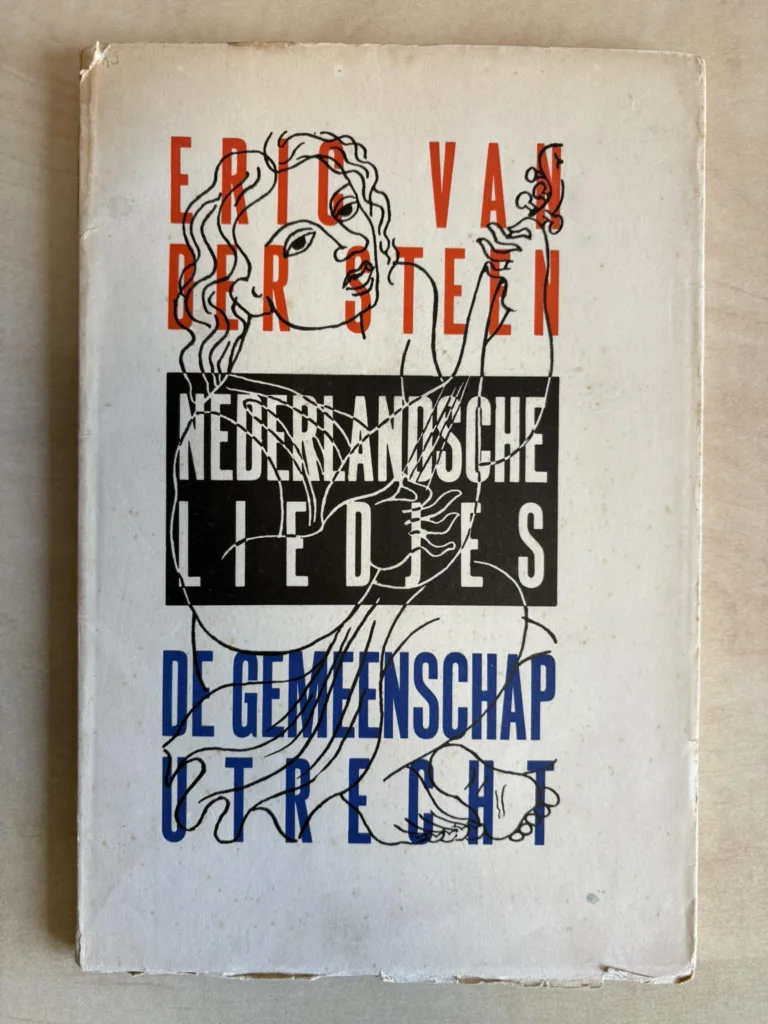 ERIC VAN
DER STEEN
NEDERLANDSCHE
LIEDJES
DE GEMEENSCHAP
UTRECHT